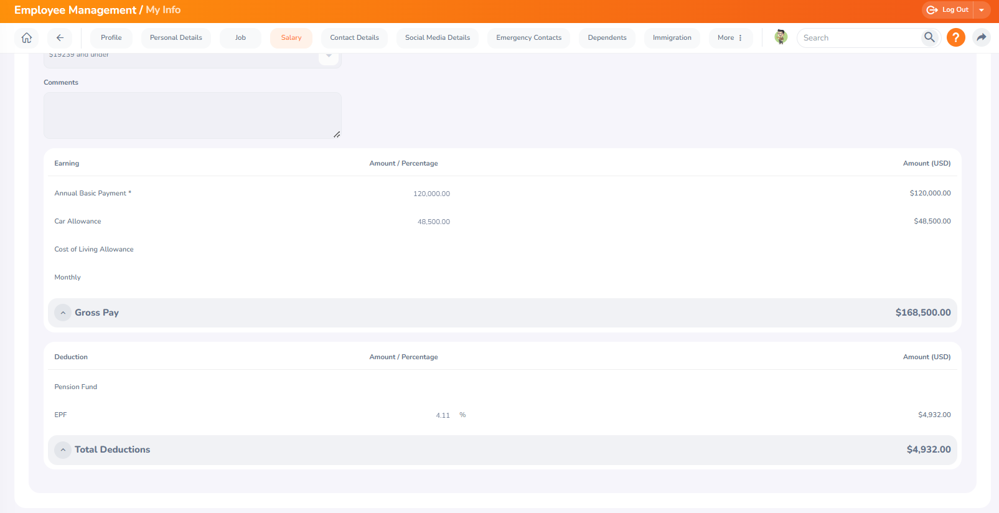 Employee Management / My Info
Log Out
Profile
Personal Details
Job
Salary
Contact Details
Social Media Details
Emergency Contacts
Dependents
Immigration
More
Search
?
$19239 and under
Comments
Earning Amount / Percentage Amount (USD)
Annual Basic Payment * 120,000.00 $120,000.00
Car Allowance 48,500.00 $48,500.00
Cost of Living Allowance
Monthly
Gross Pay $168,500.00
Deduction Amount / Percentage Amount (USD)
Pension Fund
EPF 4.11 % $4,932.00
Total Deductions $4,932.00